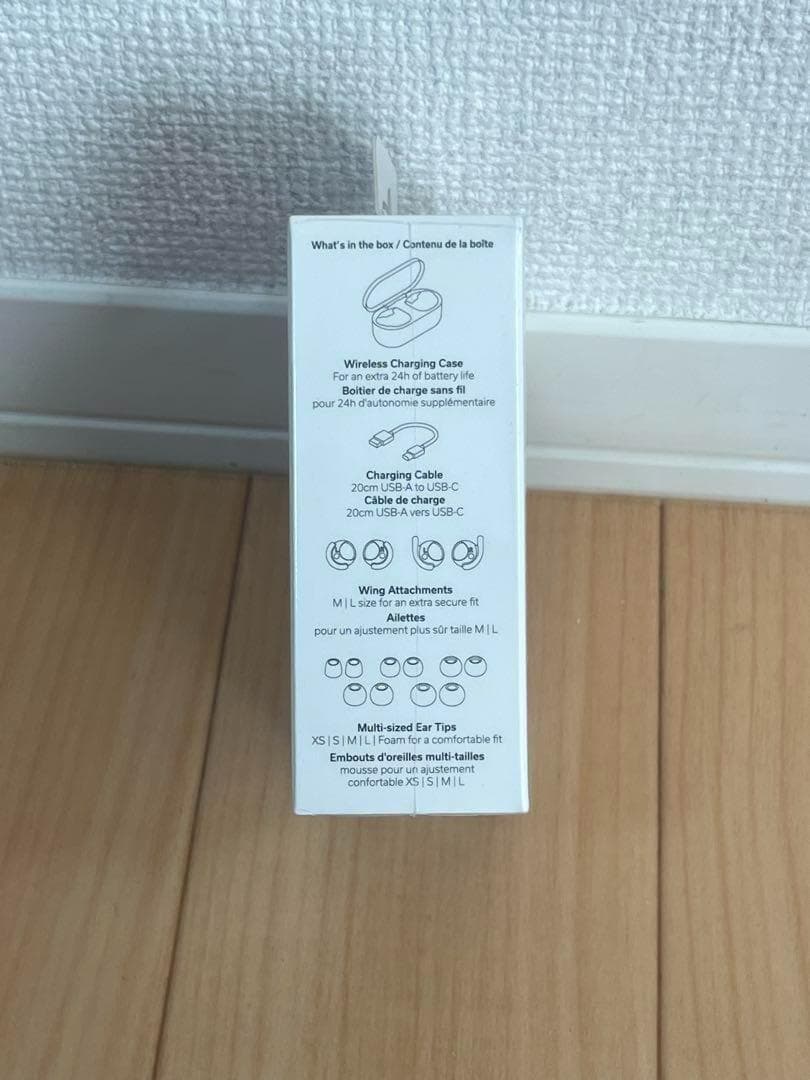 What's in the box / Contenu de la boîte
Wireless Charging Case
For an extra 24h of battery life
Boitier de charge sans fil
pour 24h d'autonomie supplémentaire
Charging Cable
20cm USB-A to USB-C
Câble de charge
20cm USB-A vers USB-C
Wing Attachments
M | L size for an extra secure fit
Ailettes
pour un ajustement plus sûr taille M | L
Multi-sized Ear Tips
XS | S | M | L | Foam for a comfortable fit
Embouts d'oreilles multi-tailles
mousse pour un ajustement
confortable XS | S | M | L